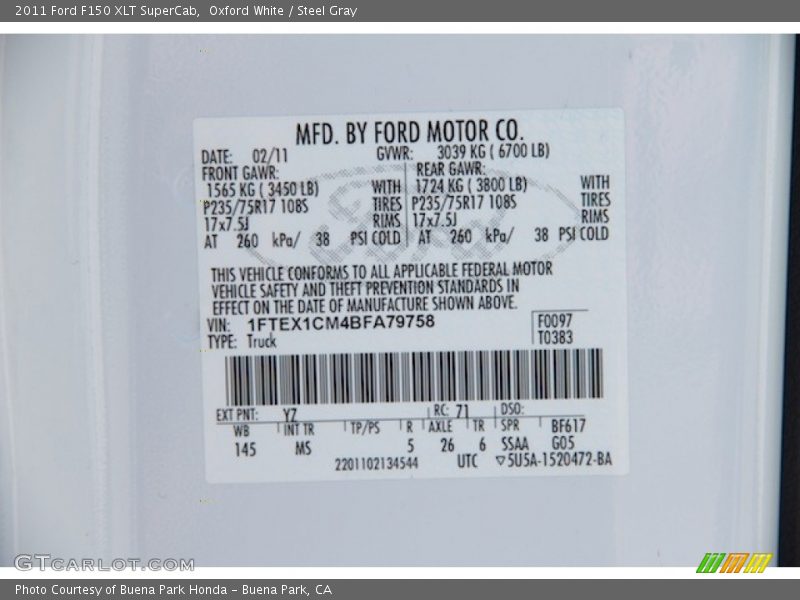 2011 Ford F150 XLT SuperCab, Oxford White / Steel Gray
MFD. BY FORD MOTOR CO.
DATE: 02/11 GVWR: 3039 KG ( 6700 LB)
FRONT GAWR: REAR GAWR:
1565 KG ( 3450 LB) WITH 1724 KG ( 3800 LB) WITH
P235/75R17 108S TIRES P235/75R17 108S TIRES
17x7.5J RIMS 17x7.5J RIMS
AT 260 kPa/ 38 PSI COLD AT 260 kPa/ 38 PSI COLD
Ford
THIS VEHICLE CONFORMS TO ALL APPLICABLE FEDERAL MOTOR
VEHICLE SAFETY AND THEFT PREVENTION STANDARDS IN
EFFECT ON THE DATE OF MANUFACTURE SHOWN ABOVE.
VIN: 1FTEX1CM4BFA79758 F0097
TYPE: Truck T0383
EXT PNT: YZ RC: 71 DSO:
WB INT TR TP/PS R AXLE TR SPR BF617
145 MS 5 26 6 SSAA G05
2201102134544 UTC ▽5U5A-1520472-BA
GTCARLOT.COM
Photo Courtesy of Buena Park Honda - Buena Park, CA